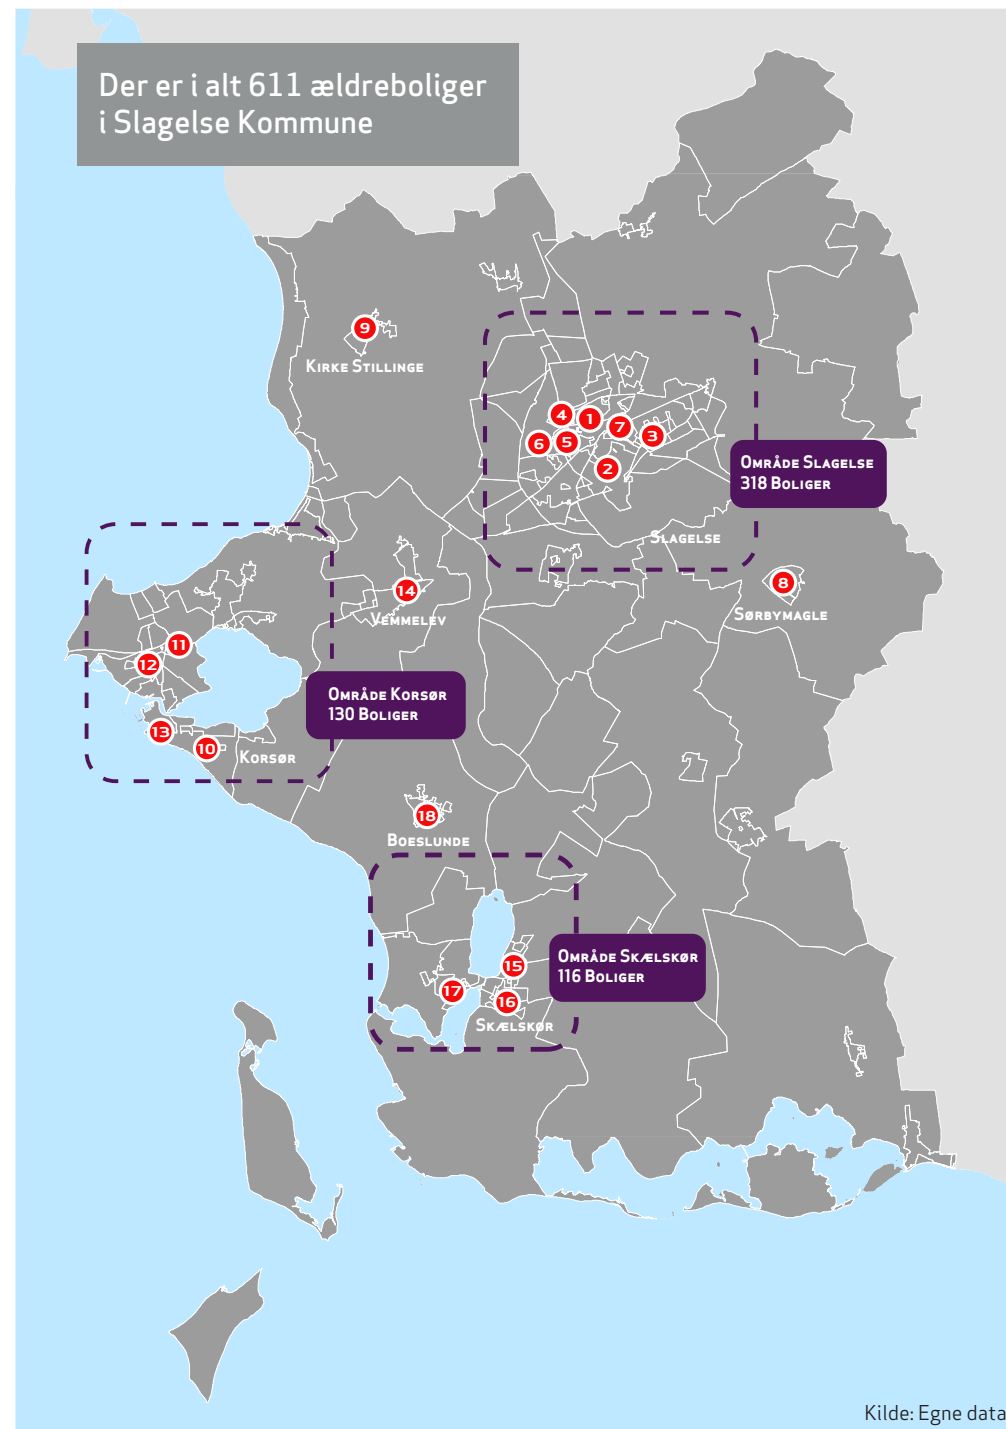 Der er i alt 611 ældreboliger
i Slagelse Kommune
9
Kirke Stillinge
4
1
7
3
6
5
2
Område Slagelse
318 Boliger
Slagelse
8
Sørbymagle
14
Vemmelev
11
12
Område Korsør
130 Boliger
13
10
Korsør
18
Boeslunde
Område Skælskør
116 Boliger
15
17
16
Skælskør
Kilde: Egne data